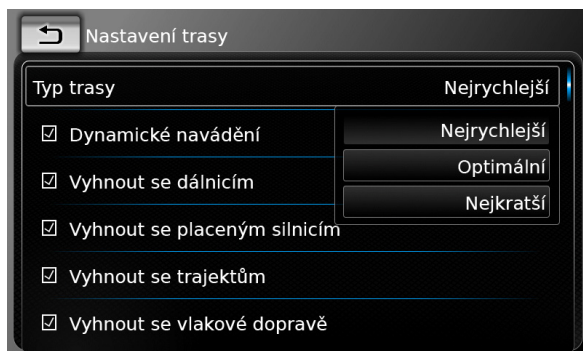 Nastavení trasy
Typ trasy Nejrychlejší
Dynamické navádění Nejrychlejší
Vyhnout se dálnicím Optimální
Nejkratší
Vyhnout se placeným silnicím
Vyhnout se trajektům
Vyhnout se vlakové dopravě